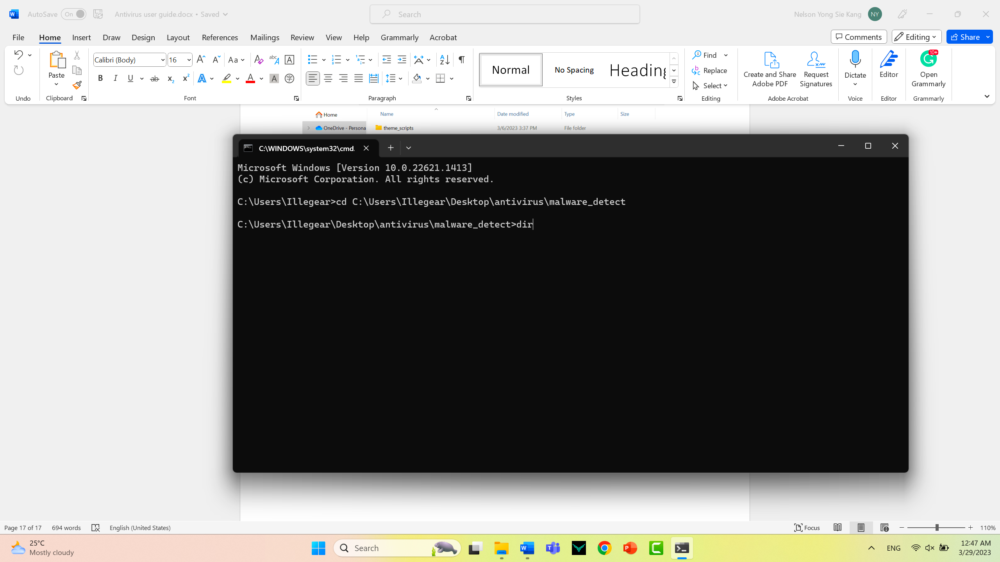 AutoSave On Antivirus user guide.docx • Saved Search Nelson Yong Sie Kang NY
File Home Insert Draw Design Layout References Mailings Review View Help Grammarly Acrobat Comments Editing Share
Paste
Undo
Clipboard
Calibri (Body) 16
Font
Paragraph
Normal No Spacing Heading
Styles
Find
Replace
Select
Editing
Create and Share
Adobe PDF
Request
Signatures
Adobe Acrobat
Dictate
Voice
Editor
Editor
10+
Open
Grammarly
Grammarly
Home Name Date modified Type Size
OneDrive - Persona theme_scripts 3/6/2023 3:37 PM File folder
C:\WINDOWS\system32\cmd.
Microsoft Windows [Version 10.0.22621.1413]
(c) Microsoft Corporation. All rights reserved.
C:\Users\Illegear>cd C:\Users\Illegear\Desktop\antivirus\malware_detect
C:\Users\Illegear\Desktop\antivirus\malware_detect>dir
Page 17 of 17 694 words English (United States) Focus 110%
25°C
Mostly cloudy
Search
ENG
12:47 AM
3/29/2023